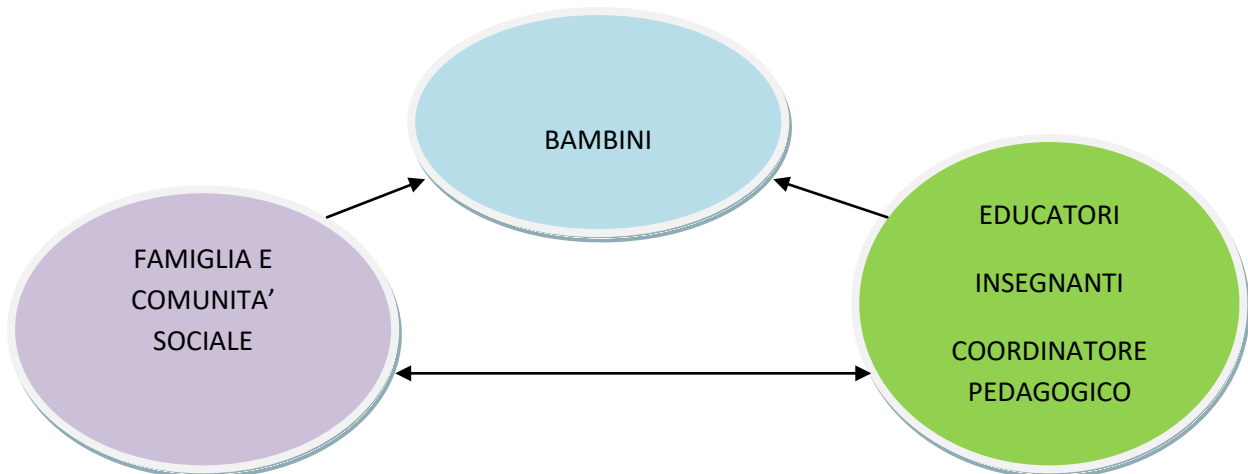 BAMBINI
FAMIGLIA E
COMUNITA’
SOCIALE
EDUCATORI
INSEGNANTI
COORDINATORE
PEDAGOGICO